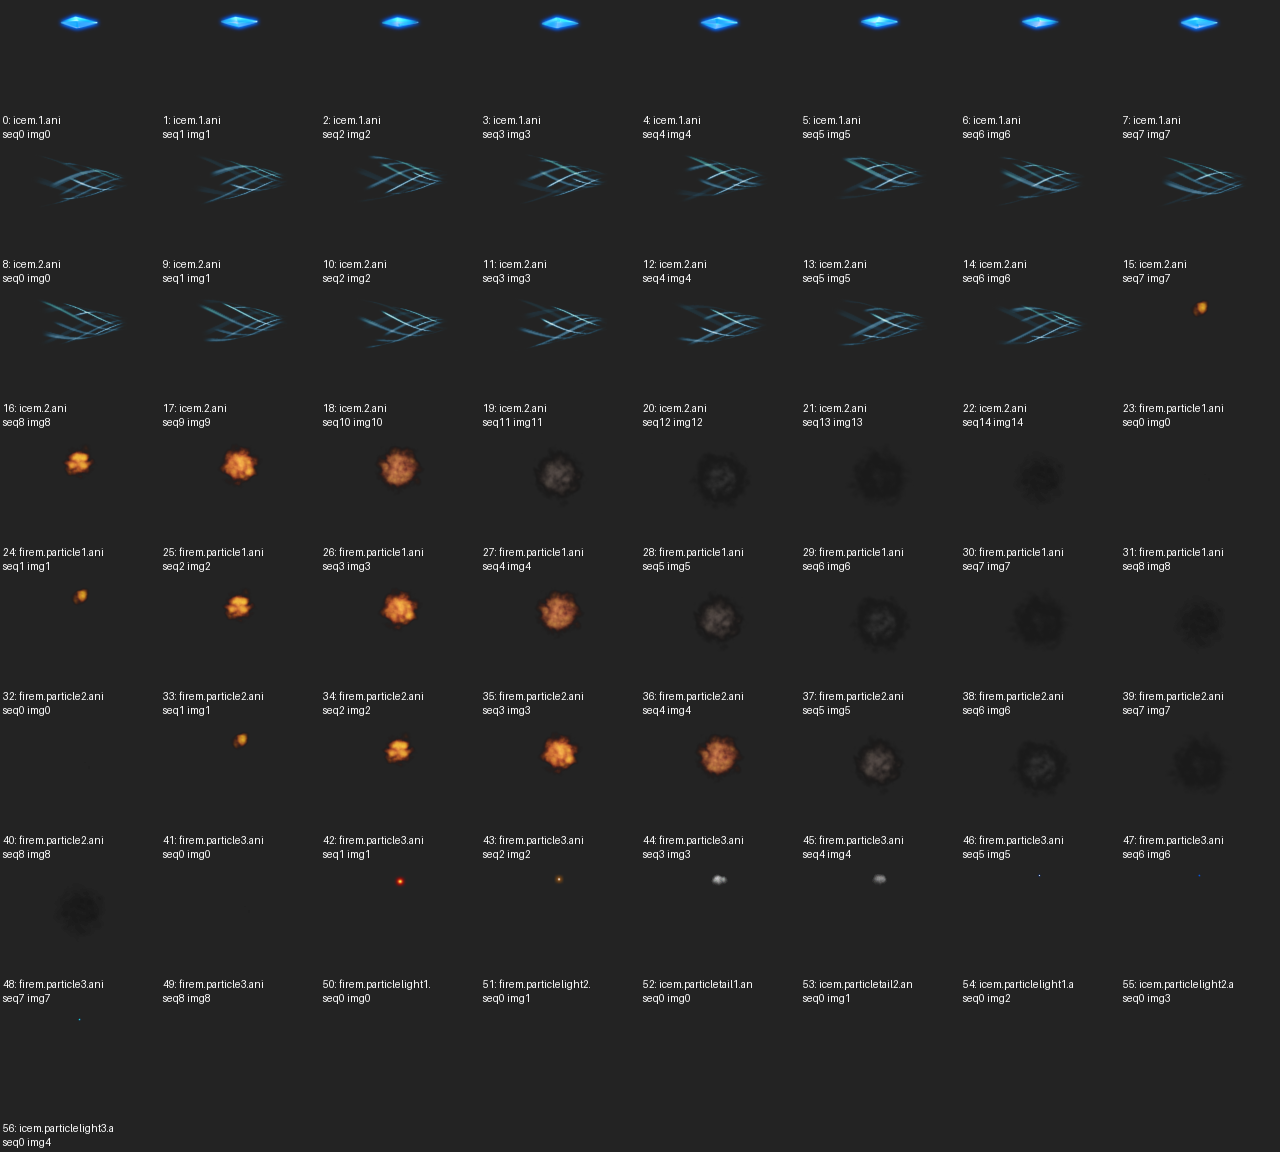 0: icem.1.ani
seq0 img0
1: icem.1.ani
seq1 img1
2: icem.1.ani
seq2 img2
3: icem.1.ani
seq3 img3
4: icem.1.ani
seq4 img4
5: icem.1.ani
seq5 img5
6: icem.1.ani
seq6 img6
7: icem.1.ani
seq7 img7
8: icem.2.ani
seq0 img0
9: icem.2.ani
seq1 img1
10: icem.2.ani
seq2 img2
11: icem.2.ani
seq3 img3
12: icem.2.ani
seq4 img4
13: icem.2.ani
seq5 img5
14: icem.2.ani
seq6 img6
15: icem.2.ani
seq7 img7
16: icem.2.ani
seq8 img8
17: icem.2.ani
seq9 img9
18: icem.2.ani
seq10 img10
19: icem.2.ani
seq11 img11
20: icem.2.ani
seq12 img12
21: icem.2.ani
seq13 img13
22: icem.2.ani
seq14 img14
23: firem.particle1.ani
seq0 img0
24: firem.particle1.ani
seq1 img1
25: firem.particle1.ani
seq2 img2
26: firem.particle1.ani
seq3 img3
27: firem.particle1.ani
seq4 img4
28: firem.particle1.ani
seq5 img5
29: firem.particle1.ani
seq6 img6
30: firem.particle1.ani
seq7 img7
31: firem.particle1.ani
seq8 img8
32: firem.particle2.ani
seq0 img0
33: firem.particle2.ani
seq1 img1
34: firem.particle2.ani
seq2 img2
35: firem.particle2.ani
seq3 img3
36: firem.particle2.ani
seq4 img4
37: firem.particle2.ani
seq5 img5
38: firem.particle2.ani
seq6 img6
39: firem.particle2.ani
seq7 img7
40: firem.particle2.ani
seq8 img8
41: firem.particle3.ani
seq0 img0
42: firem.particle3.ani
seq1 img1
43: firem.particle3.ani
seq2 img2
44: firem.particle3.ani
seq3 img3
45: firem.particle3.ani
seq4 img4
46: firem.particle3.ani
seq5 img5
47: firem.particle3.ani
seq6 img6
48: firem.particle3.ani
seq7 img7
49: firem.particle3.ani
seq8 img8
50: firem.particlelight1.
seq0 img0
51: firem.particlelight2.
seq0 img1
52: icem.particletail1.an
seq0 img0
53: icem.particletail2.an
seq0 img1
54: icem.particlelight1.a
seq0 img2
55: icem.particlelight2.a
seq0 img3
56: icem.particlelight3.a
seq0 img4